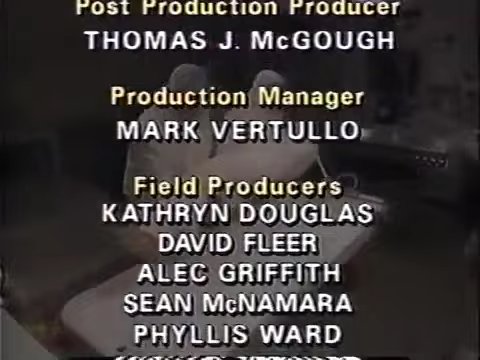 Post Production Producer
THOMAS J. McGOUGH
Production Manager
MARK VERTULLO
Field Producers
KATHRYN DOUGLAS
DAVID FLEER
ALEC GRIFFITH
SEAN McNAMARA
PHYLLIS WARD